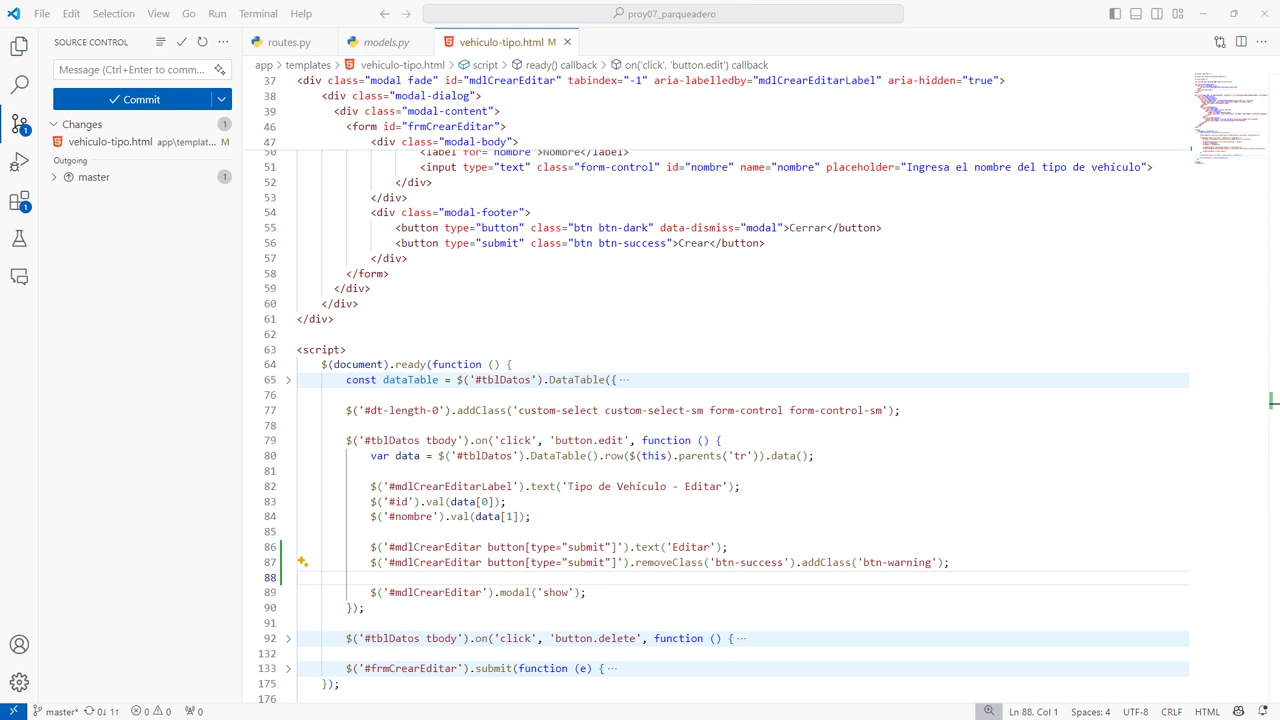 File Edit Selection View Go Run Terminal Help
proy07_parqueadero
SOURCE CONTROL
routes.py
models.py
vehiculo-tipo.html M
app > templates > vehiculo-tipo.html > script > ready() callback > on('click', 'button.edit') callback
Message (Ctrl+Enter to comm...
Commit
Changes 1
vehiculo-tipo.html app\templat... M
Outgoing
master
1
1
37 <div class="modal fade" id="mdlCrearEditar" tabindex="-1" aria-labelledby="mdlCrearEditarLabel" aria-hidden="true">
38 <div class="modal-dialog">
39 <div class="modal-content">
46 <form id="frmCrearEditar">
47 <div class="modal-body">
51 <input type="text" class="form-control" id="nombre" name="nombre" placeholder="Ingresa el nombre del tipo de vehículo">
52 </div>
53 </div>
54 <div class="modal-footer">
55 <button type="button" class="btn btn-dark" data-dismiss="modal">Cerrar</button>
56 <button type="submit" class="btn btn-success">Crear</button>
57 </div>
58 </form>
59 </div>
60 </div>
61 </div>
62
63 <script>
64 $(document).ready(function () {
65 const dataTable = $('#tblDatos').DataTable({ ...
76
77 $('#dt-length-0').addClass('custom-select custom-select-sm form-control form-control-sm');
78
79 $('#tblDatos tbody').on('click', 'button.edit', function () {
80 var data = $('#tblDatos').DataTable().row($(this).parents('tr')).data();
81
82 $('#mdlCrearEditarLabel').text('Tipo de Vehículo - Editar');
83 $('#id').val(data[0]);
84 $('#nombre').val(data[1]);
85
86 $('#mdlCrearEditar button[type="submit"]').text('Editar');
87 $('#mdlCrearEditar button[type="submit"]').removeClass('btn-success').addClass('btn-warning');
88
89 $('#mdlCrearEditar').modal('show');
90 });
91
92 $('#tblDatos tbody').on('click', 'button.delete', function () { ...
132
133 $('#frmCrearEditar').submit(function (e) { ...
175 });
176
master* 0↓ 1↑ 0 0 0 Ln 88, Col 1 Spaces: 4 UTF-8 CRLF HTML